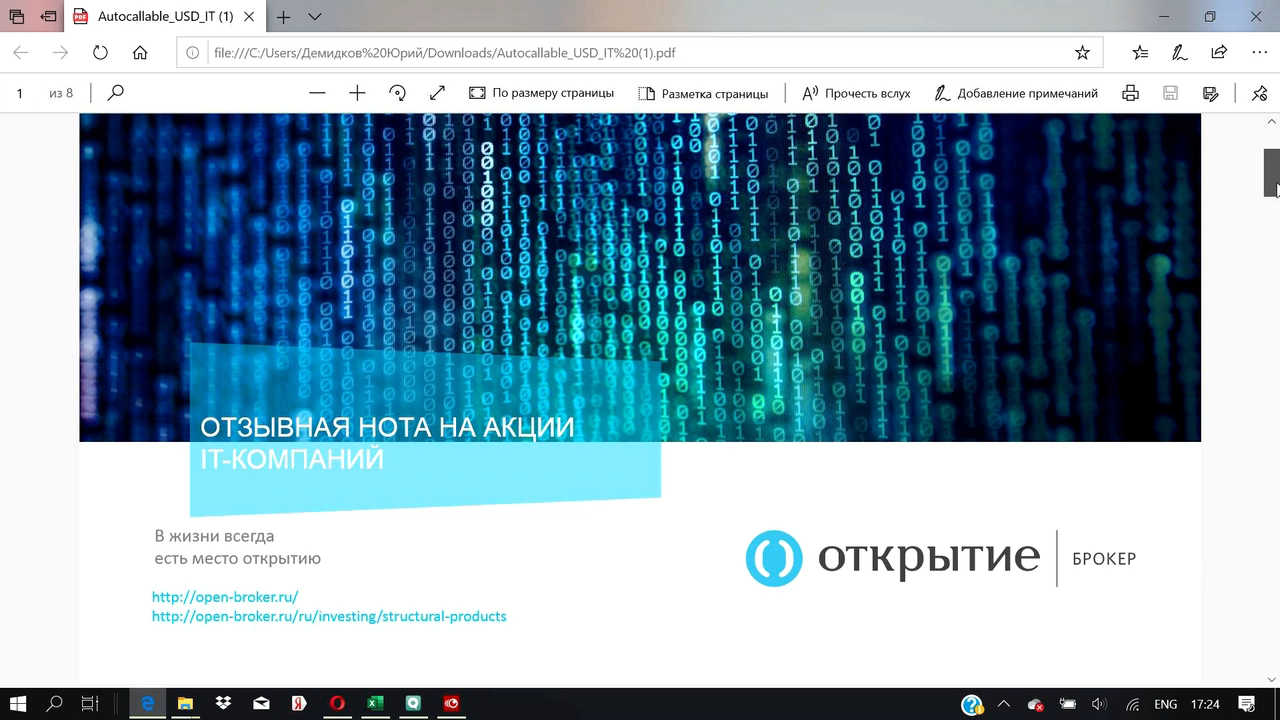 Autocallable_USD_IT (1)
file:///C:/Users/Демидков%20Юрий/Downloads/Autocallable_USD_IT%20(1).pdf
1 из 8
По размеру страницы
Разметка страницы
Прочесть вслух
Добавление примечаний
ОТЗЫВНАЯ НОТА НА АКЦИИ
IT-КОМПАНИЙ
В жизни всегда
есть место открытию
http://open-broker.ru/
http://open-broker.ru/ru/investing/structural-products
открытие
БРОКЕР
ENG
17:24